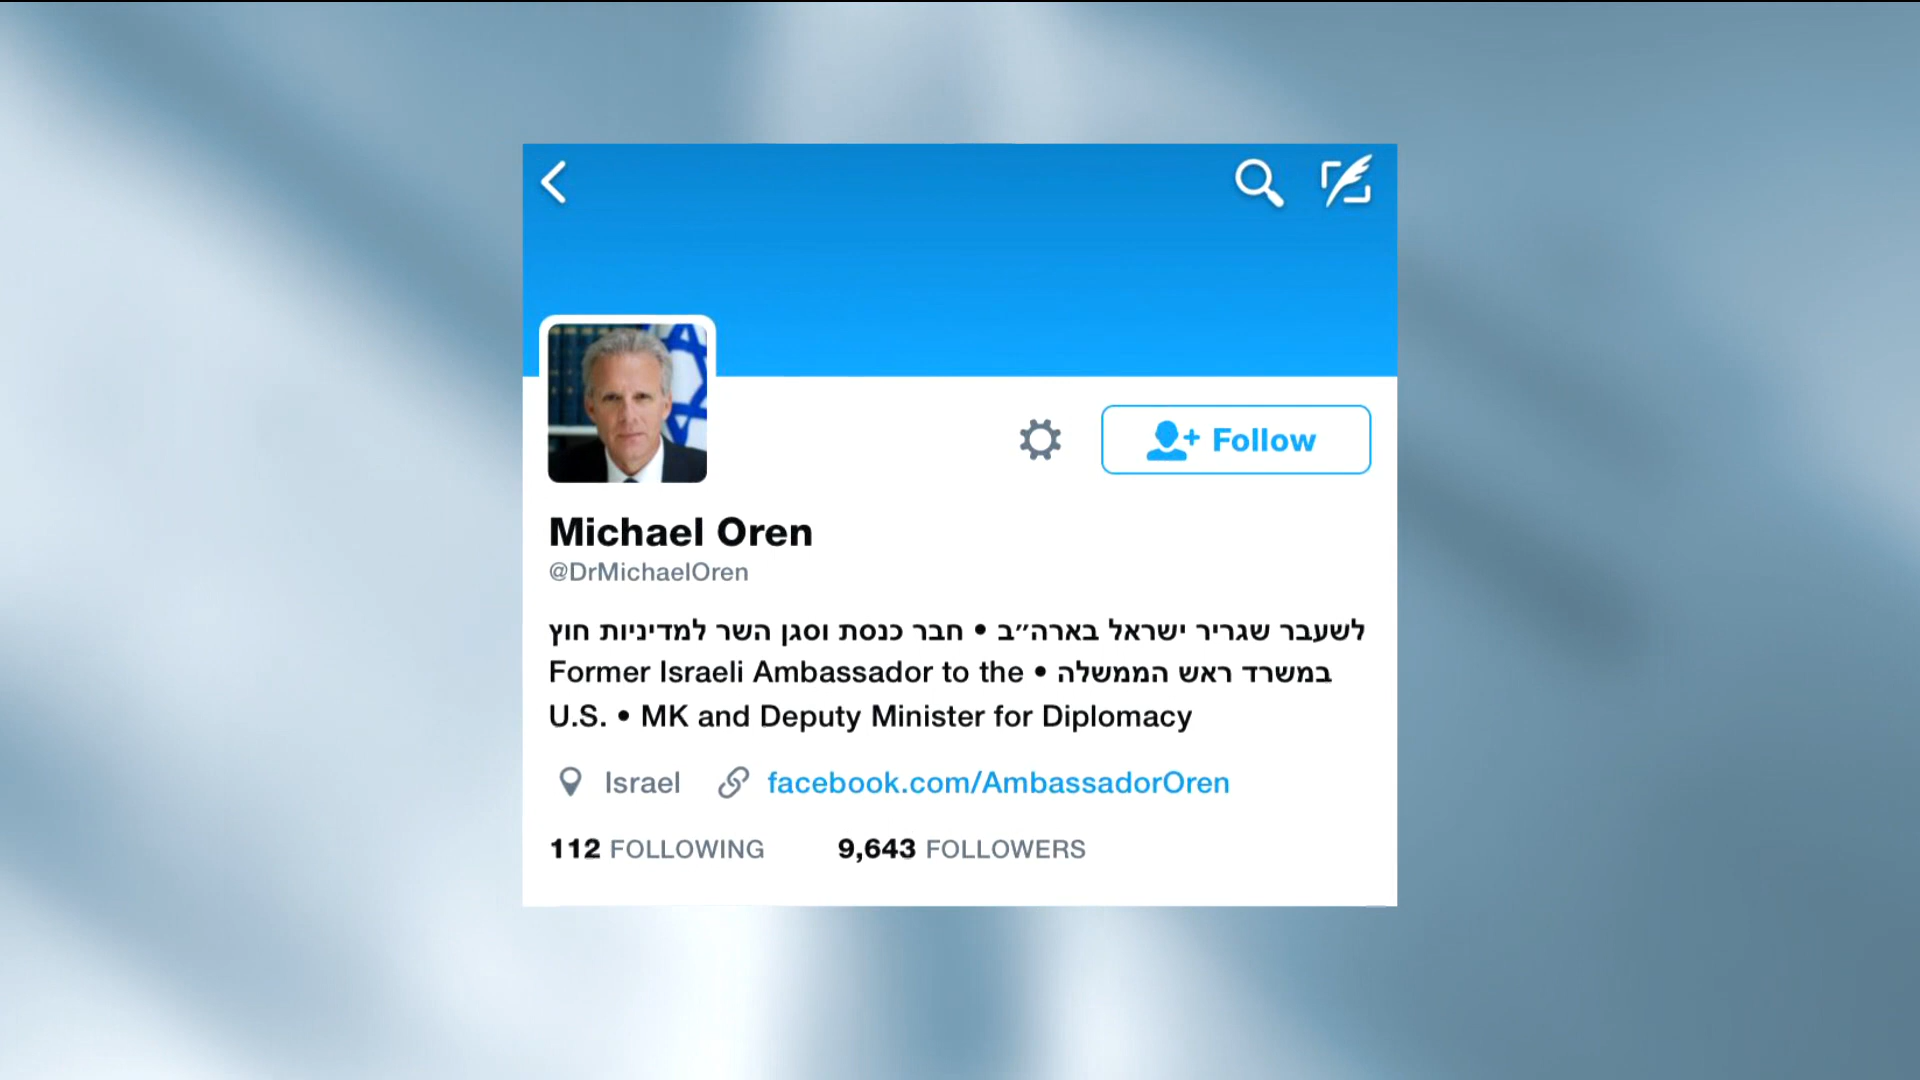 Follow
Michael Oren
@DrMichaelOren
לשעבר שגריר ישראל בארה״ב • חבר כנסת וסגן השר למדיניות חוץ
במשרד ראש הממשלה • Former Israeli Ambassador to the
U.S. • MK and Deputy Minister for Diplomacy
Israel facebook.com/AmbassadorOren
112 FOLLOWING 9,643 FOLLOWERS